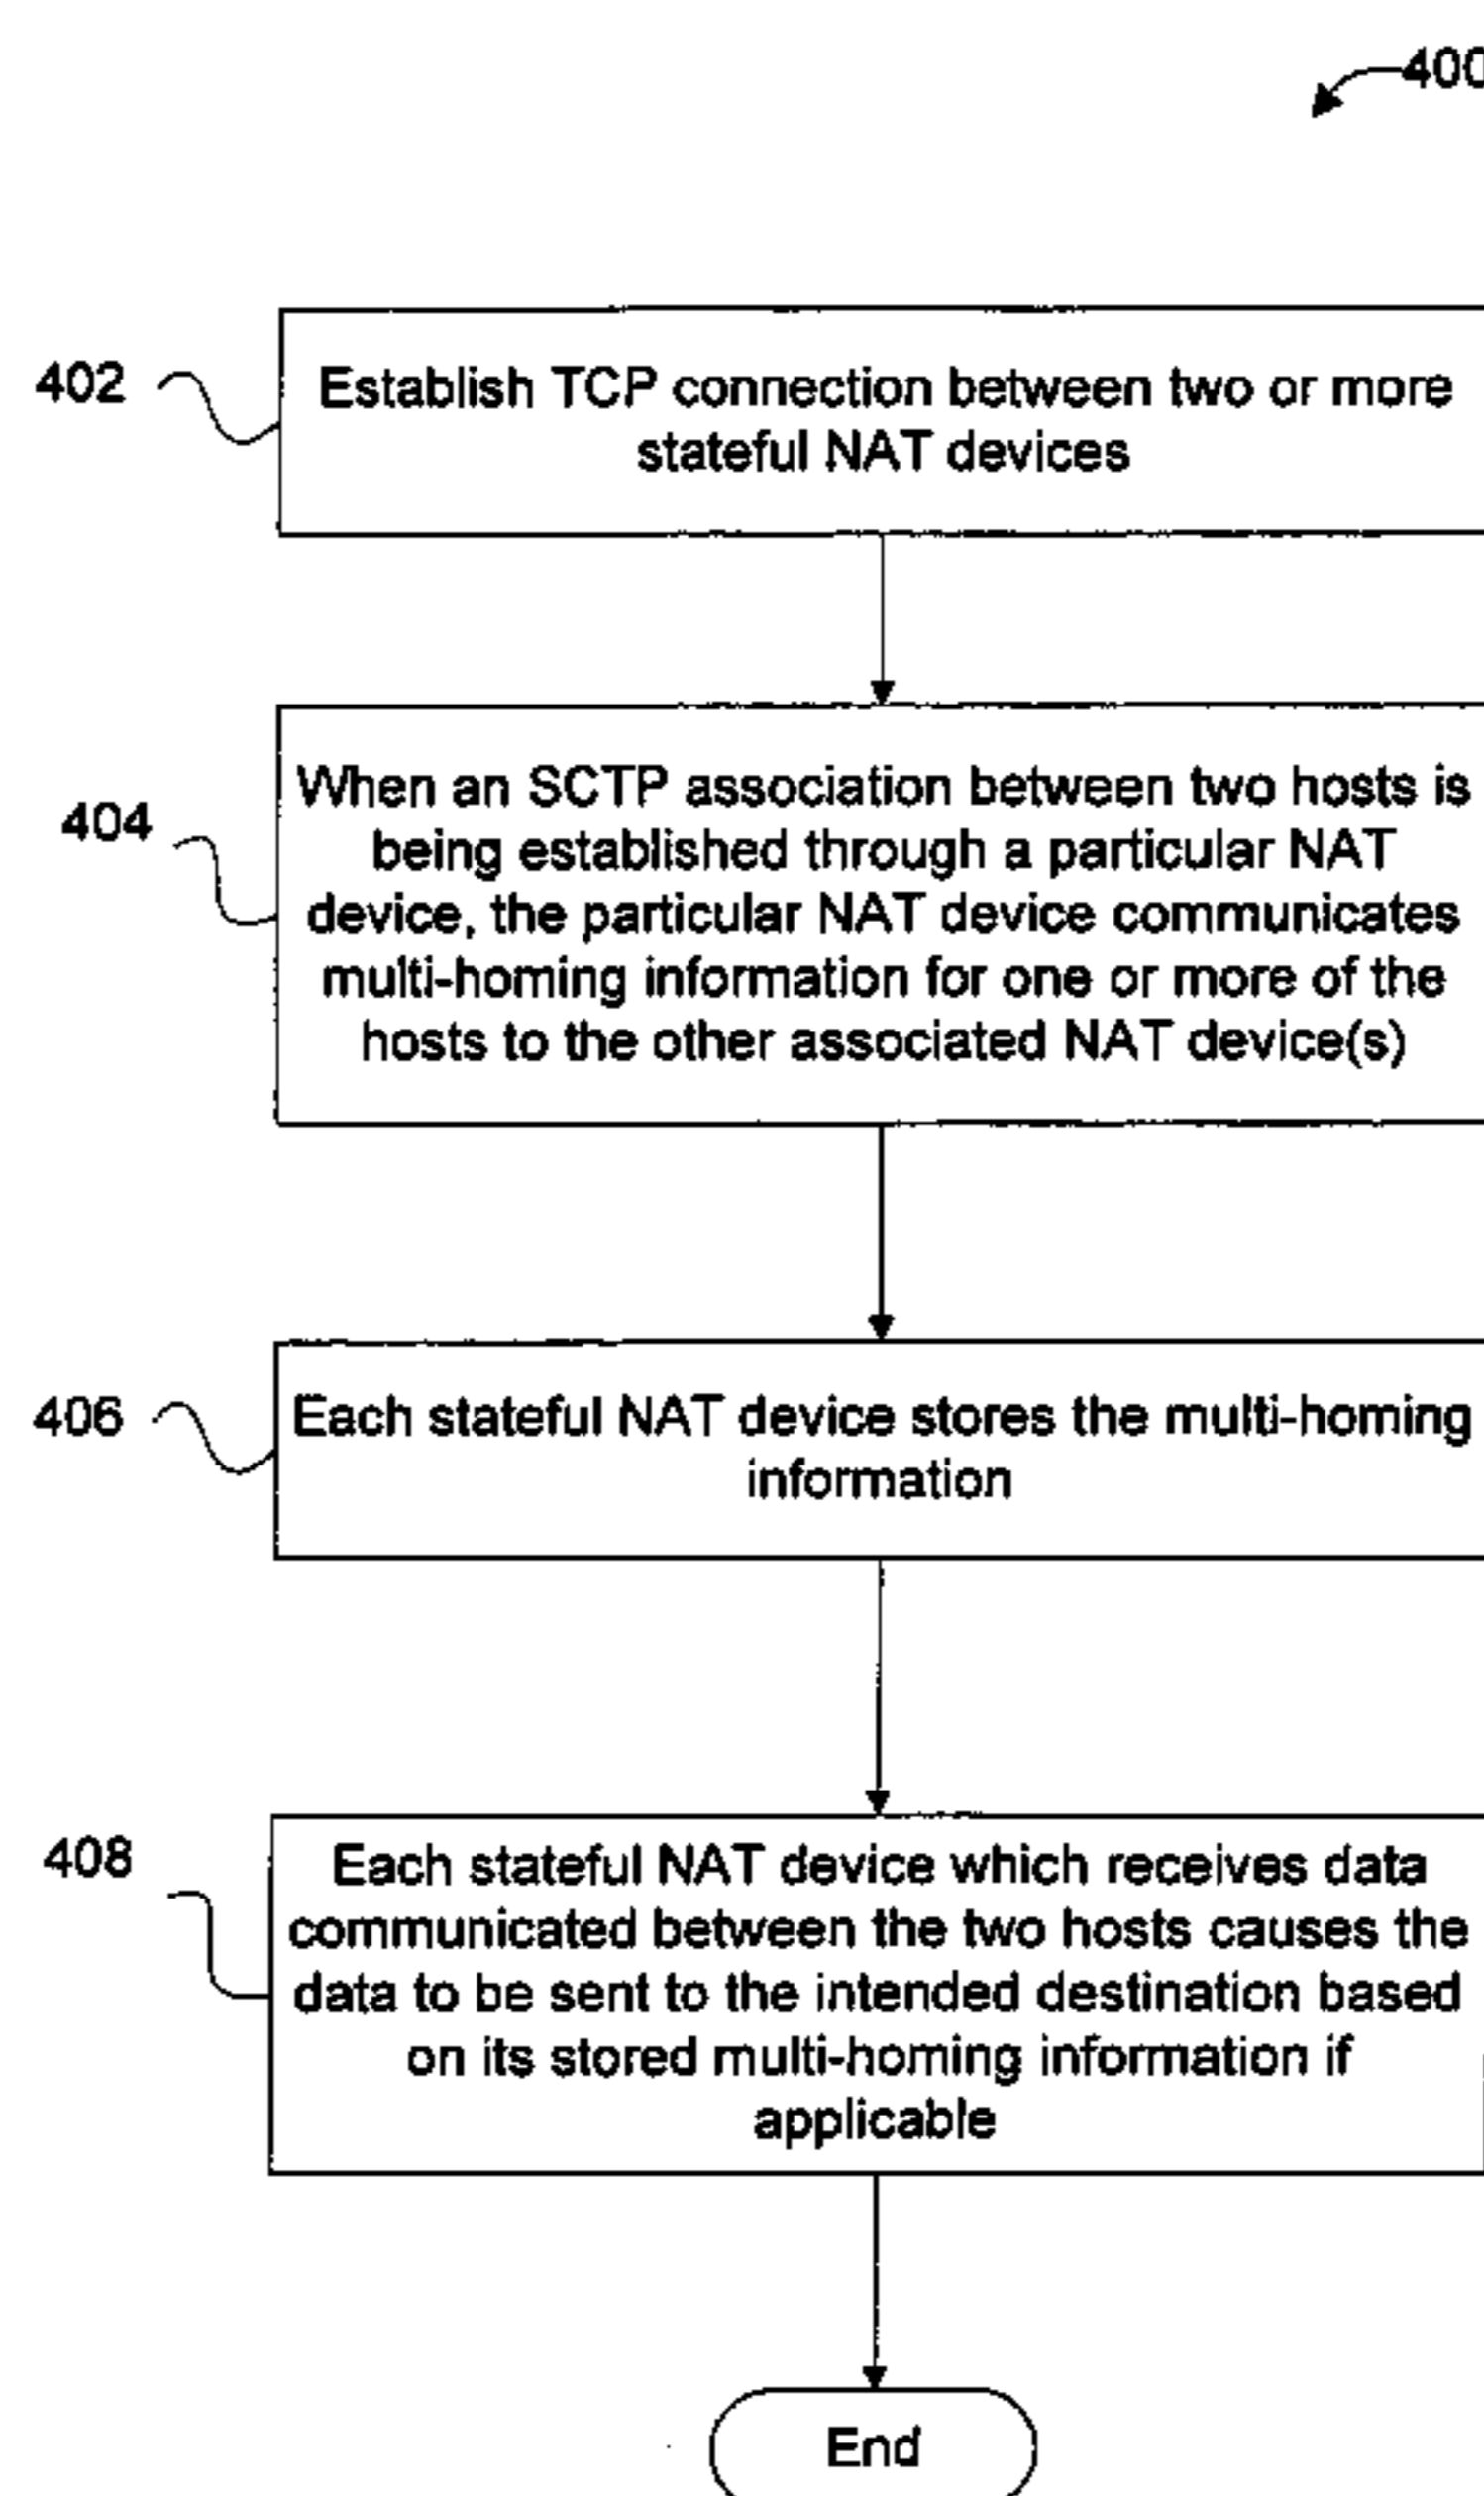 400
402
Establish TCP connection between two or more
stateful NAT devices
404
When an SCTP association between two hosts is
being established through a particular NAT
device, the particular NAT device communicates
multi-homing information for one or more of the
hosts to the other associated NAT device(s)
406
Each stateful NAT device stores the multi-homing
information
408
Each stateful NAT device which receives data
communicated between the two hosts causes the
data to be sent to the intended destination based
on its stored multi-homing information if
applicable
End